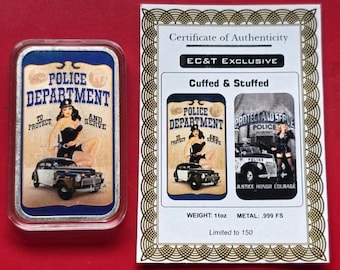 POLICE
DEPARTMENT
TO AND
PROTECT SERVE
Certificate of Authenticity
EC&T EXCLUSIVE
Cuffed & Stuffed
POLICE
DEPARTMENT
TO AND
PROTECT SERVE
PROTECT AND SERVE
POLICE
JUSTICE HONOR COURAGE
WEIGHT: 1oz METAL: .999 FS
Limited to 150